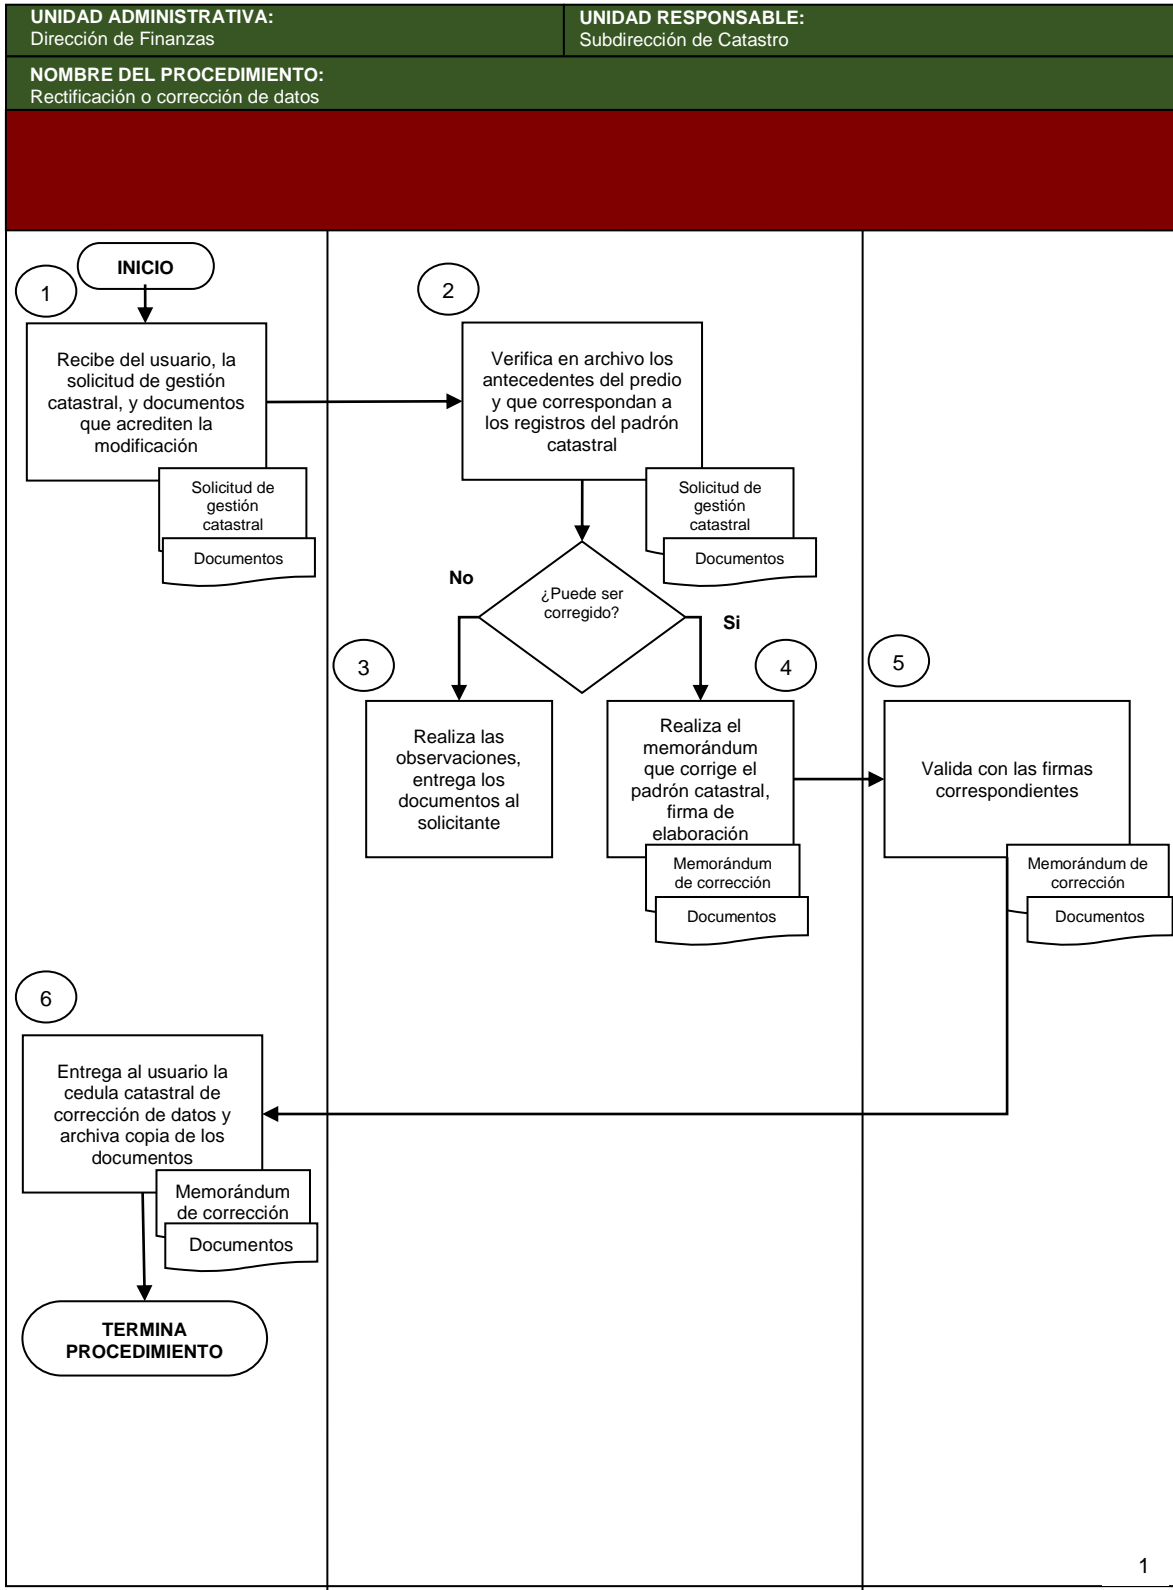 UNIDAD ADMINISTRATIVA:
Dirección de Finanzas
UNIDAD RESPONSABLE:
Subdirección de Catastro
NOMBRE DEL PROCEDIMIENTO:
Rectificación o corrección de datos
INICIO
1
Recibe del usuario, la
solicitud de gestión
catastral, y documentos
que acrediten la
modificación
Solicitud de
gestión
catastral
Documentos
2
Verifica en archivo los
antecedentes del predio
y que correspondan a
los registros del padrón
catastral
Solicitud de
gestión
catastral
Documentos
¿Puede ser
corregido?
No
Si
3
Realiza las
observaciones,
entrega los
documentos al
solicitante
4
Realiza el
memorándum
que corrige el
padrón catastral,
firma de
elaboración
Memorándum
de corrección
Documentos
5
Valida con las firmas
correspondientes
Memorándum de
corrección
Documentos
6
Entrega al usuario la
cedula catastral de
corrección de datos y
archiva copia de los
documentos
Memorándum
de corrección
Documentos
TERMINA
PROCEDIMIENTO
1